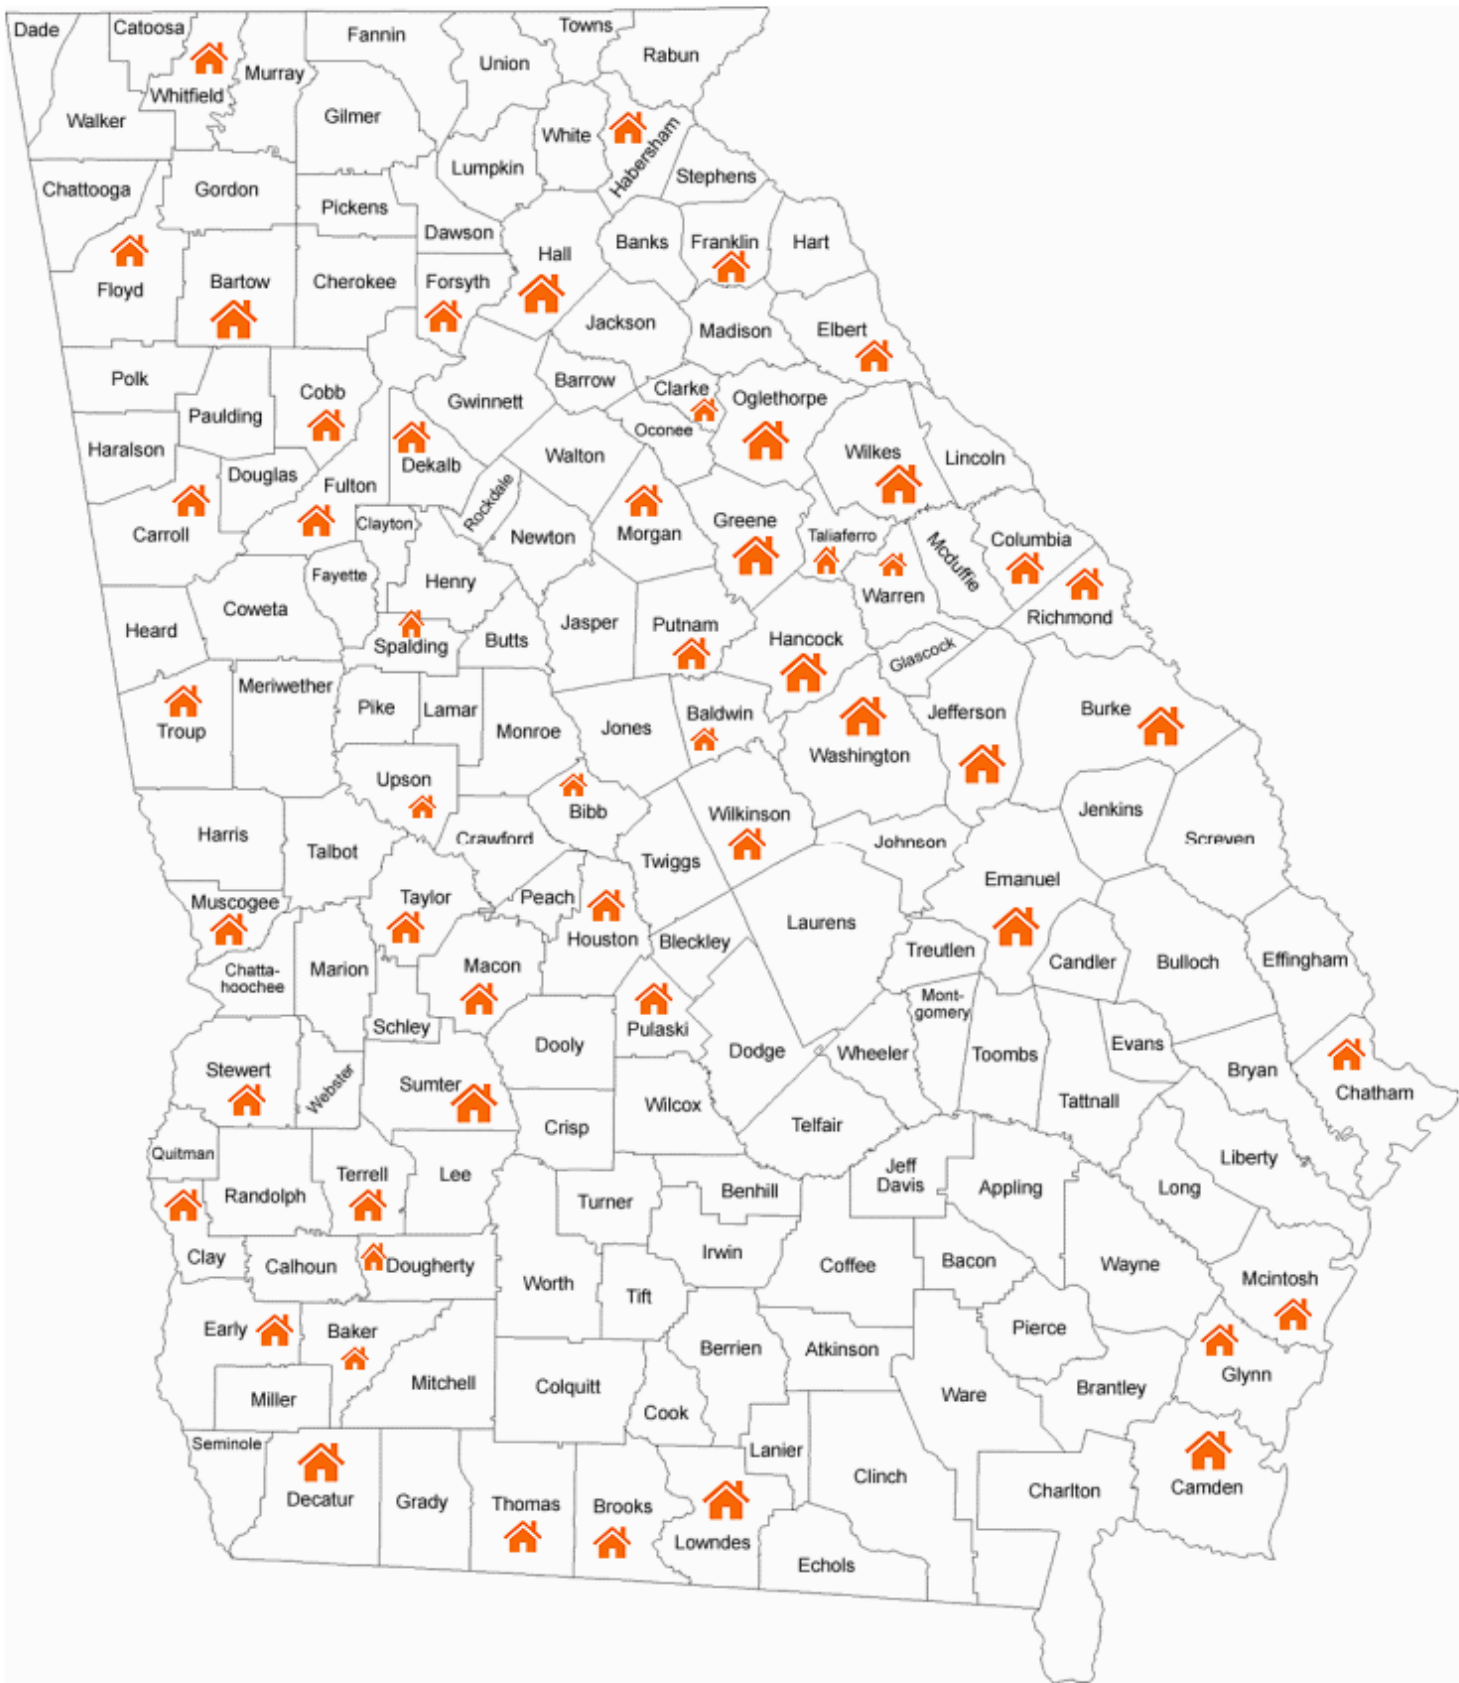 Dade
Catoosa
Fannin
Towns
Rabun
Union
Murray
Whitfield
Walker
Gilmer
White
Habersham
Lumpkin
Stephens
Chattooga
Gordon
Pickens
Dawson
Banks
Franklin
Hart
Hall
Floyd
Bartow
Cherokee
Forsyth
Jackson
Madison
Elbert
Polk
Cobb
Barrow
Clarke
Oglethorpe
Paulding
Gwinnett
Oconee
Haralson
Walton
Wilkes
Lincoln
Dekalb
Douglas
Fulton
Rockdale
Carroll
Clayton
Newton
Morgan
Greene
Taliaferro
Mcduffie
Columbia
Fayette
Henry
Warren
Richmond
Coweta
Heard
Spalding
Butts
Jasper
Putnam
Hancock
Glascock
Meriwether
Pike
Lamar
Monroe
Jones
Baldwin
Jefferson
Burke
Troup
Washington
Upson
Bibb
Wilkinson
Jenkins
Harris
Talbot
Crawford
Johnson
Screven
Twiggs
Emanuel
Muscogee
Taylor
Peach
Laurens
Houston
Bleckley
Treutlen
Candler
Bulloch
Effingham
Chatta-
hoochee
Marion
Macon
Mont-
gomery
Schley
Pulaski
Dooly
Dodge
Wheeler
Toombs
Evans
Bryan
Stewert
Webster
Sumter
Wilcox
Tattnall
Chatham
Crisp
Telfair
Quitman
Liberty
Terrell
Lee
Randolph
Turner
Benhill
Jeff
Davis
Appling
Long
Clay
Calhoun
Dougherty
Irwin
Coffee
Bacon
Wayne
Mcintosh
Worth
Tift
Early
Baker
Berrien
Atkinson
Pierce
Glynn
Miller
Mitchell
Colquitt
Cook
Ware
Brantley
Seminole
Lanier
Clinch
Charlton
Camden
Decatur
Grady
Thomas
Brooks
Lowndes
Echols